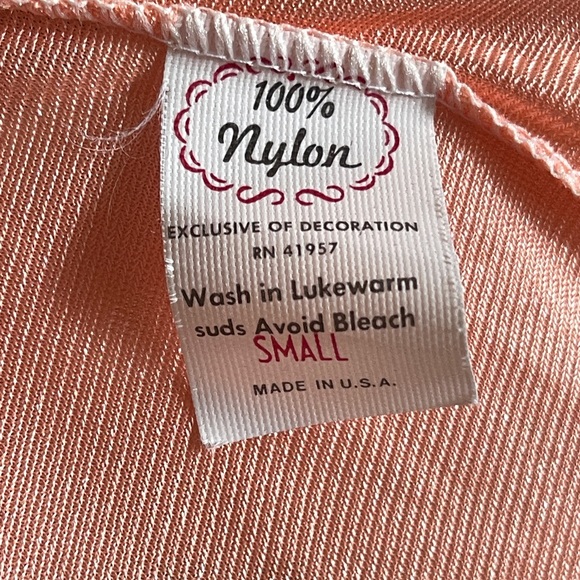 100%
nylon
EXCLUSIVE OF DECORATION
RN 41957
Wash in Lukewarm
suds Avoid Bleach
SMALL
MADE IN U.S.A.